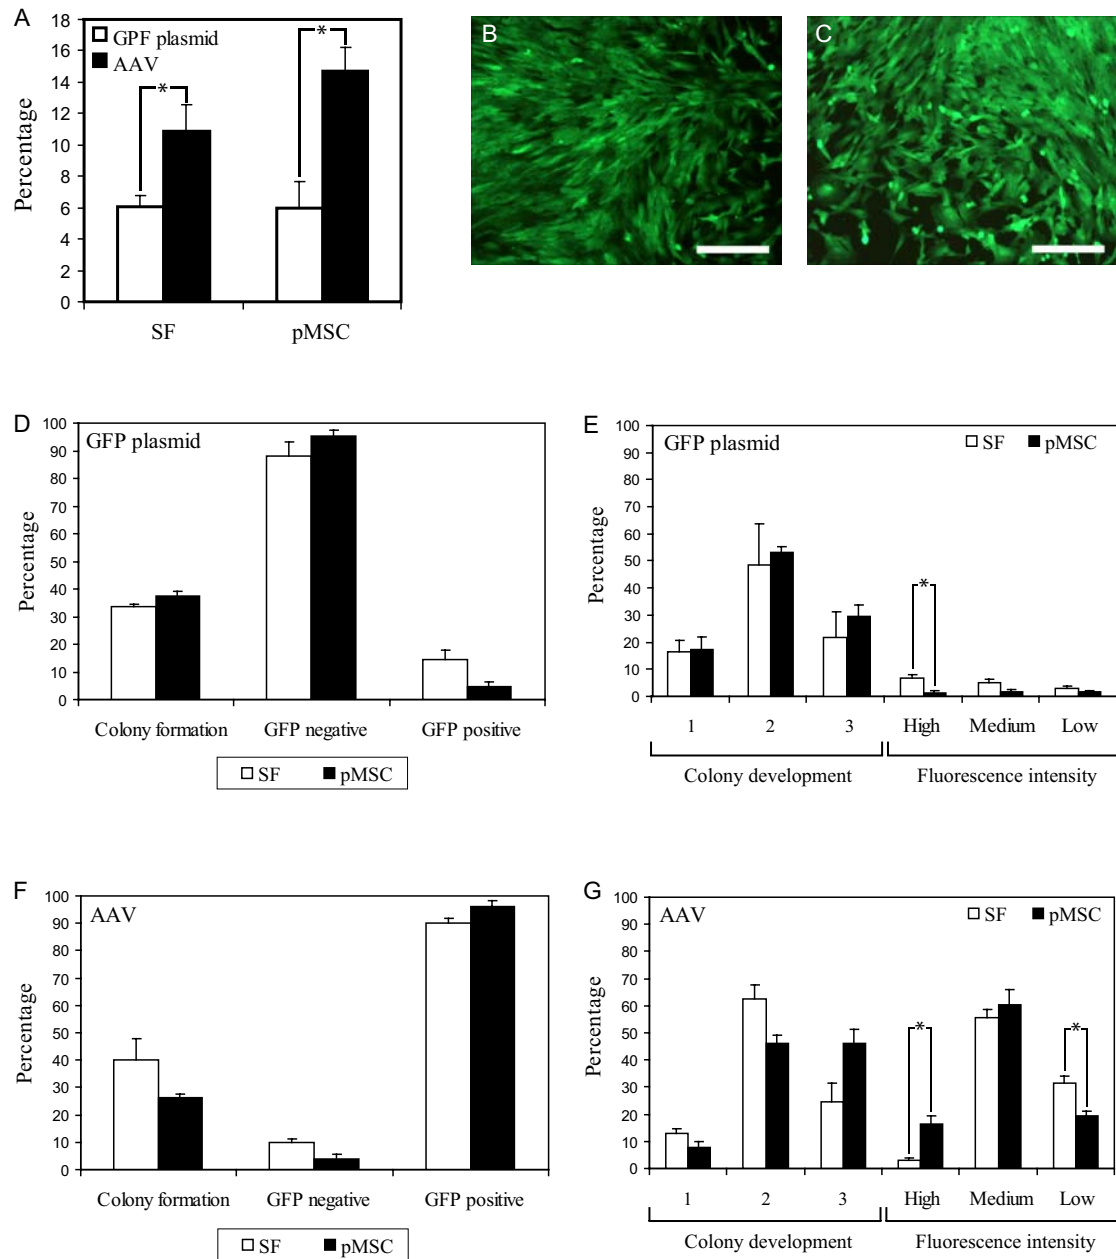 A
Percentage
18
16
14
12
10
8
6
4
2
0
GPF plasmid
AAV
*
*
SF
pMSC
B
C
D
GFP plasmid
Percentage
100
90
80
70
60
50
40
30
20
10
0
Colony formation
GFP negative
GFP positive
SF
pMSC
E
GFP plasmid
SF
pMSC
Percentage
100
90
80
70
60
50
40
30
20
10
0
*
1
2
3
High
Medium
Low
Colony development
Fluorescence intensity
F
AAV
Percentage
100
90
80
70
60
50
40
30
20
10
0
Colony formation
GFP negative
GFP positive
SF
pMSC
G
AAV
SF
pMSC
Percentage
100
90
80
70
60
50
40
30
20
10
0
*
*
1
2
3
High
Medium
Low
Colony development
Fluorescence intensity